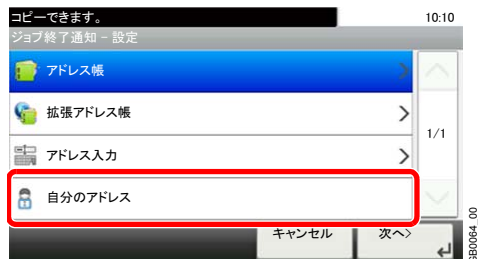 コピーできます。 10:10
ジョブ終了通知 - 設定
アドレス帳
拡張アドレス帳
1/1
アドレス入力
自分のアドレス
キャンセル 次へ>
GB0064_00